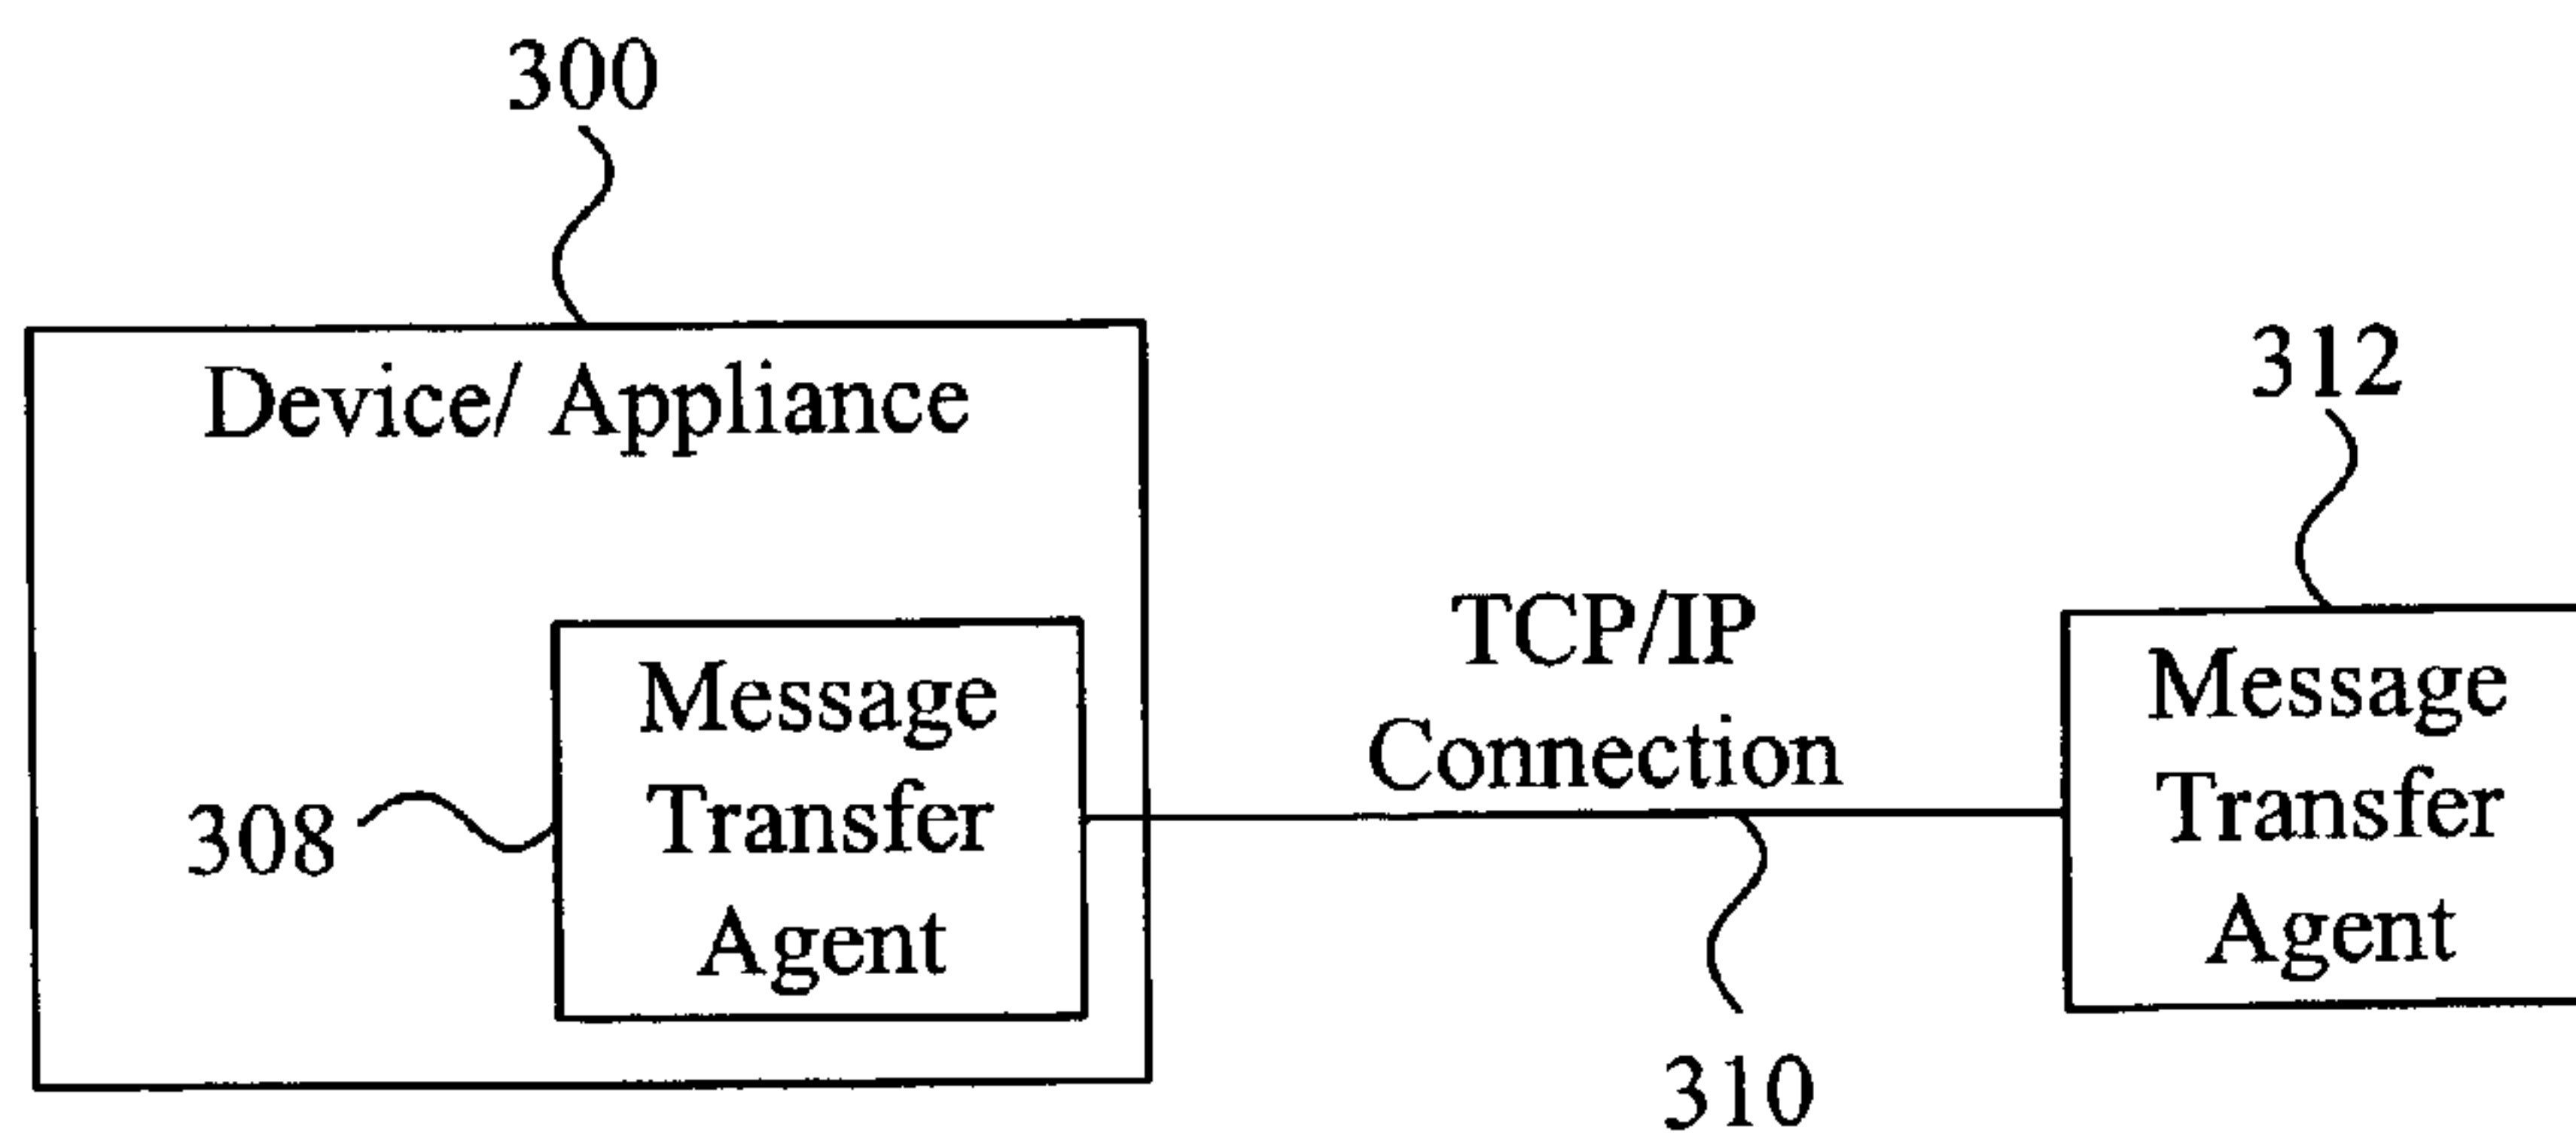 300
Device/ Appliance
312
Message
Transfer
Agent
308
TCP/IP
Connection
310
Message
Transfer
Agent